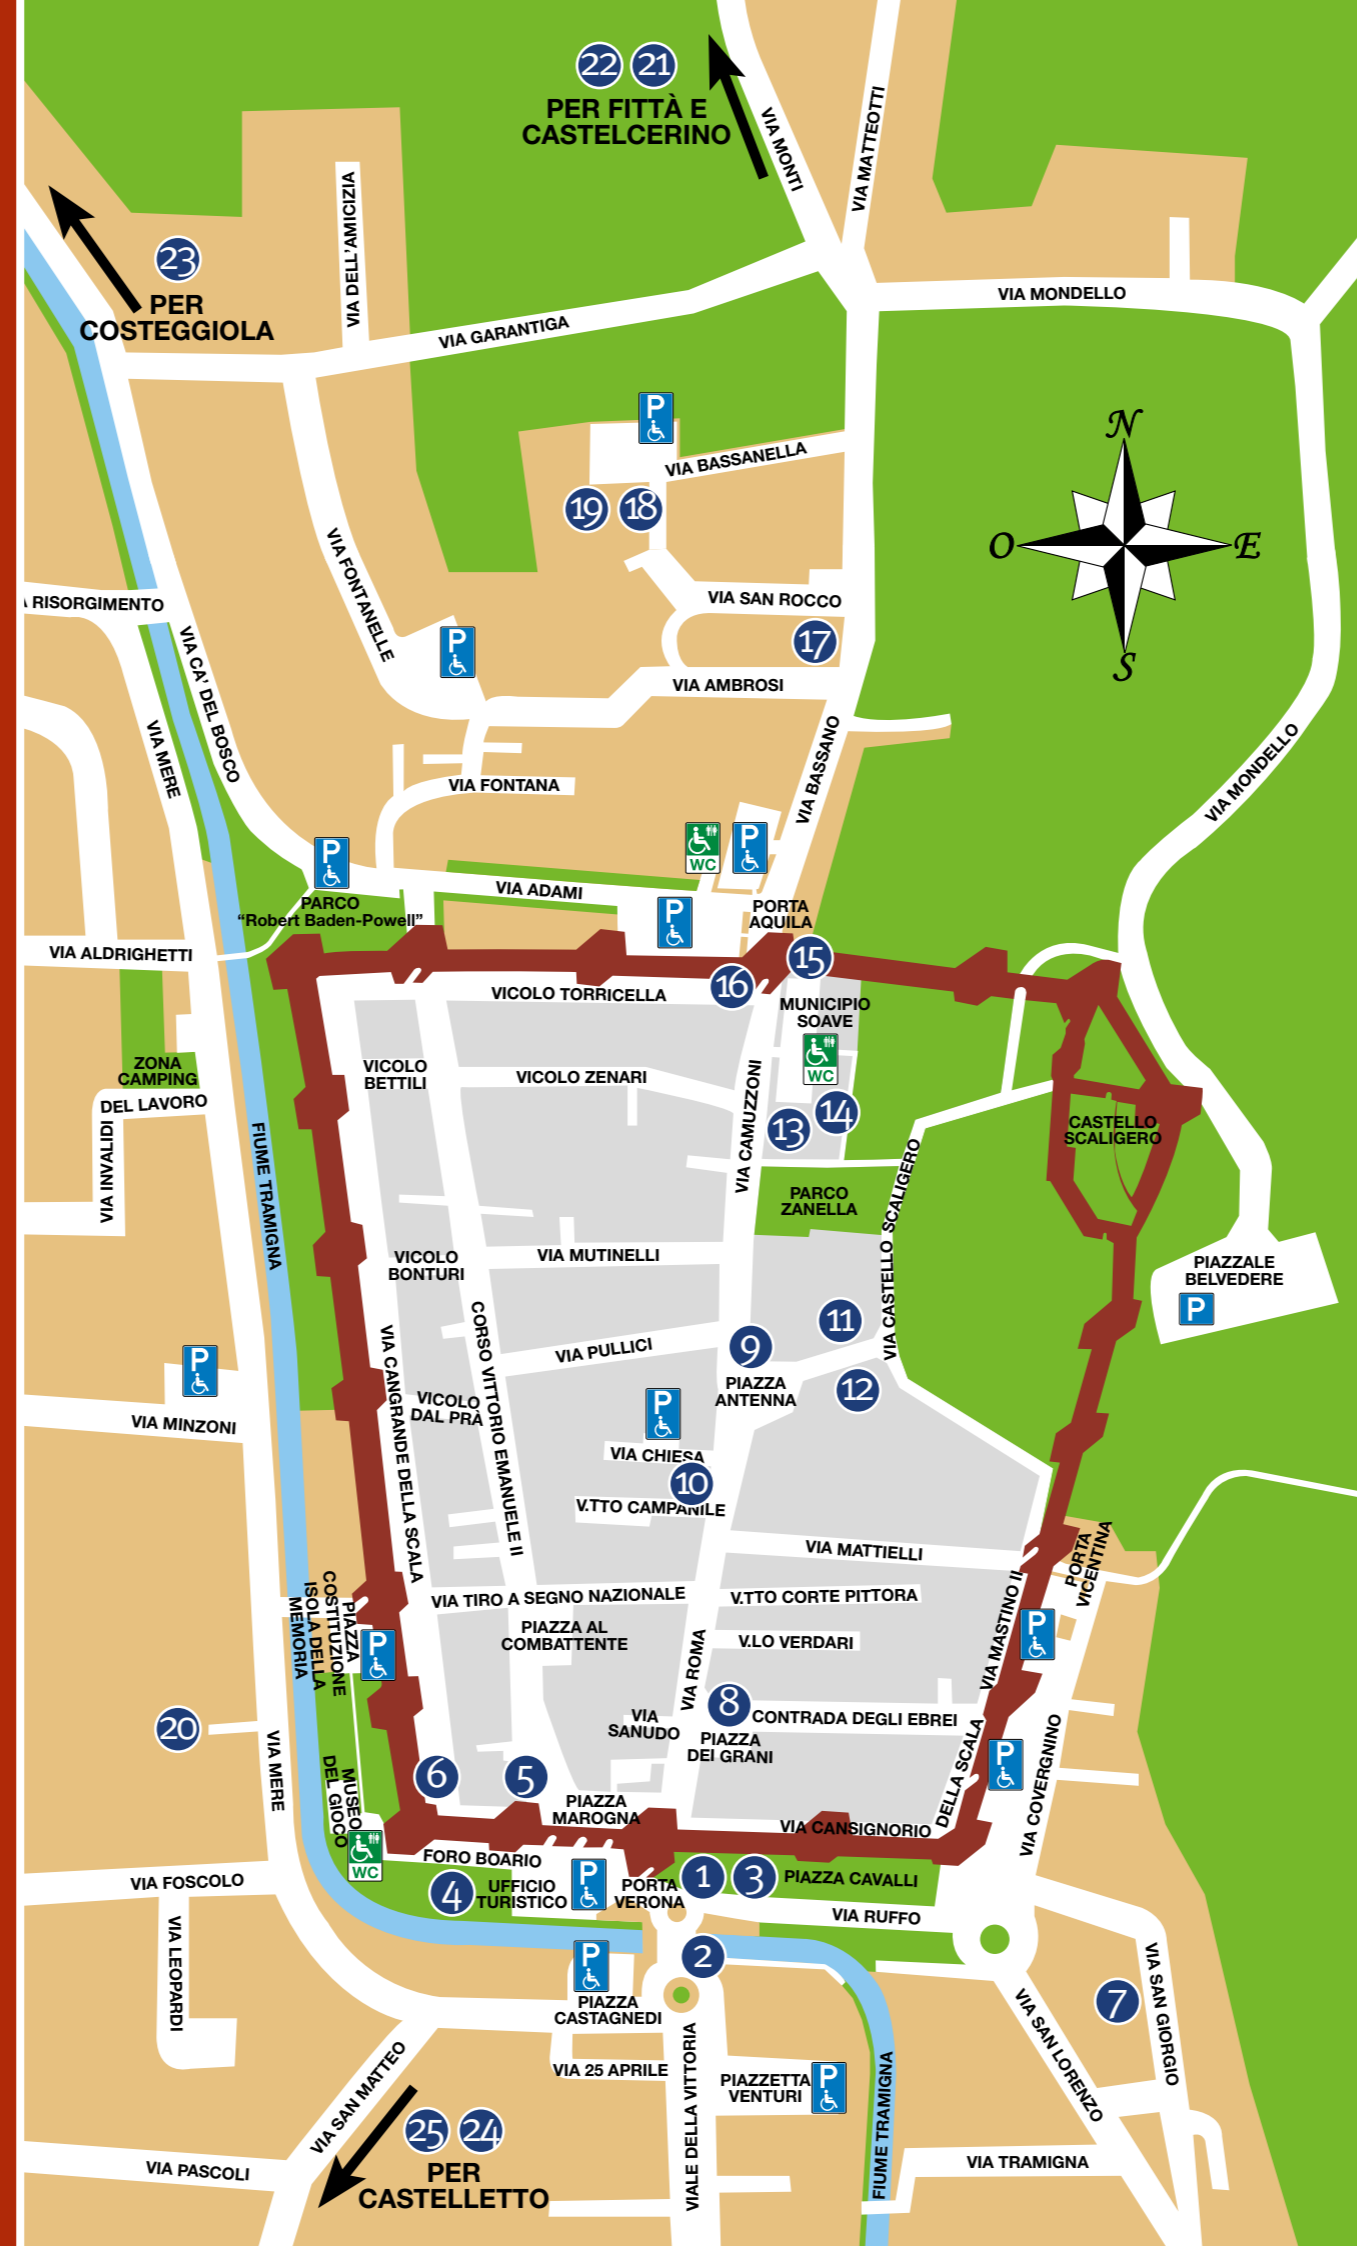 22 21
PER FITTÀ E
CASTELCERINO
VIA MONTI
VIA MATTEOTTI
23
PER
COSTEGGIOLA
VIA DELL'AMICIZIA
VIA GARANTIGA
VIA MONDELLO
P
VIA BASSANELLA
19 18
N
O
E
S
RISORGIMENTO
VIA CA' DEL BOSCO
VIA FONTANELLE
P
VIA SAN ROCCO
17
VIA AMBROSI
VIA MERE
VIA BASSANO
VIA MONDELLO
VIA FONTANA
P
WC
P
VIA ADAMI
PARCO
“Robert Baden-Powell”
P
PORTA
AQUILA
VIA ALDRIGHETTI
15
16
VICOLO TORRICELLA
MUNICIPIO
SOAVE
WC
ZONA
CAMPING
VICOLO
BETTILI
VICOLO ZENARI
VIA CAMUZZONI
DEL LAVORO
VIA INVALIDI
FIUME TRAMIGNA
13
14
CASTELLO
SCALIGERO
PARCO
ZANELLA
VIA CASTELLO SCALIGERO
VICOLO
BONTURI
VIA MUTINELLI
PIAZZALE
BELVEDERE
P
CORSO VITTORIO EMANUELE II
VIA CANGRANDE DELLA SCALA
VIA PULLICI
9
11
PIAZZA
ANTENNA
12
P
VIA MINZONI
VICOLO
DAL PRÀ
P
VIA CHIESA
10
V.TTO CAMPANILE
VIA MATTIELLI
PORTA
VICENTINA
VIA TIRO A SEGNO NAZIONALE
V.TTO CORTE PITTORA
PIAZZA
COSTITUZIONE
ISOLA DELLA
MEMORIA
P
PIAZZA AL
COMBATTENTE
V.LO VERDARI
VIA MASTINO II
P
VIA ROMA
20
8
VIA
SANUDO
CONTRADA DEGLI EBREI
PIAZZA
DEI GRANI
VIA MERE
MUSEO
DEL GIOCO
6
5
DELLA SCALA
P
VIA COVERGNINO
PIAZZA
MAROGNA
VIA CANSIGNORIO
WC
FORO BOARIO
VIA FOSCOLO
4
UFFICIO
TURISTICO
P
PORTA
VERONA
1
3
PIAZZA CAVALLI
VIA RUFFO
VIA LEOPARDI
2
P
PIAZZA
CASTAGNEDI
7
VIA SAN GIORGIO
VIA SAN LORENZO
VIA SAN MATTEO
VIA 25 APRILE
VIALE DELLA VITTORIA
PIAZZETTA
VENTURI
P
FIUME TRAMIGNA
25 24
PER
CASTELLETTO
VIA PASCOLI
VIA TRAMIGNA